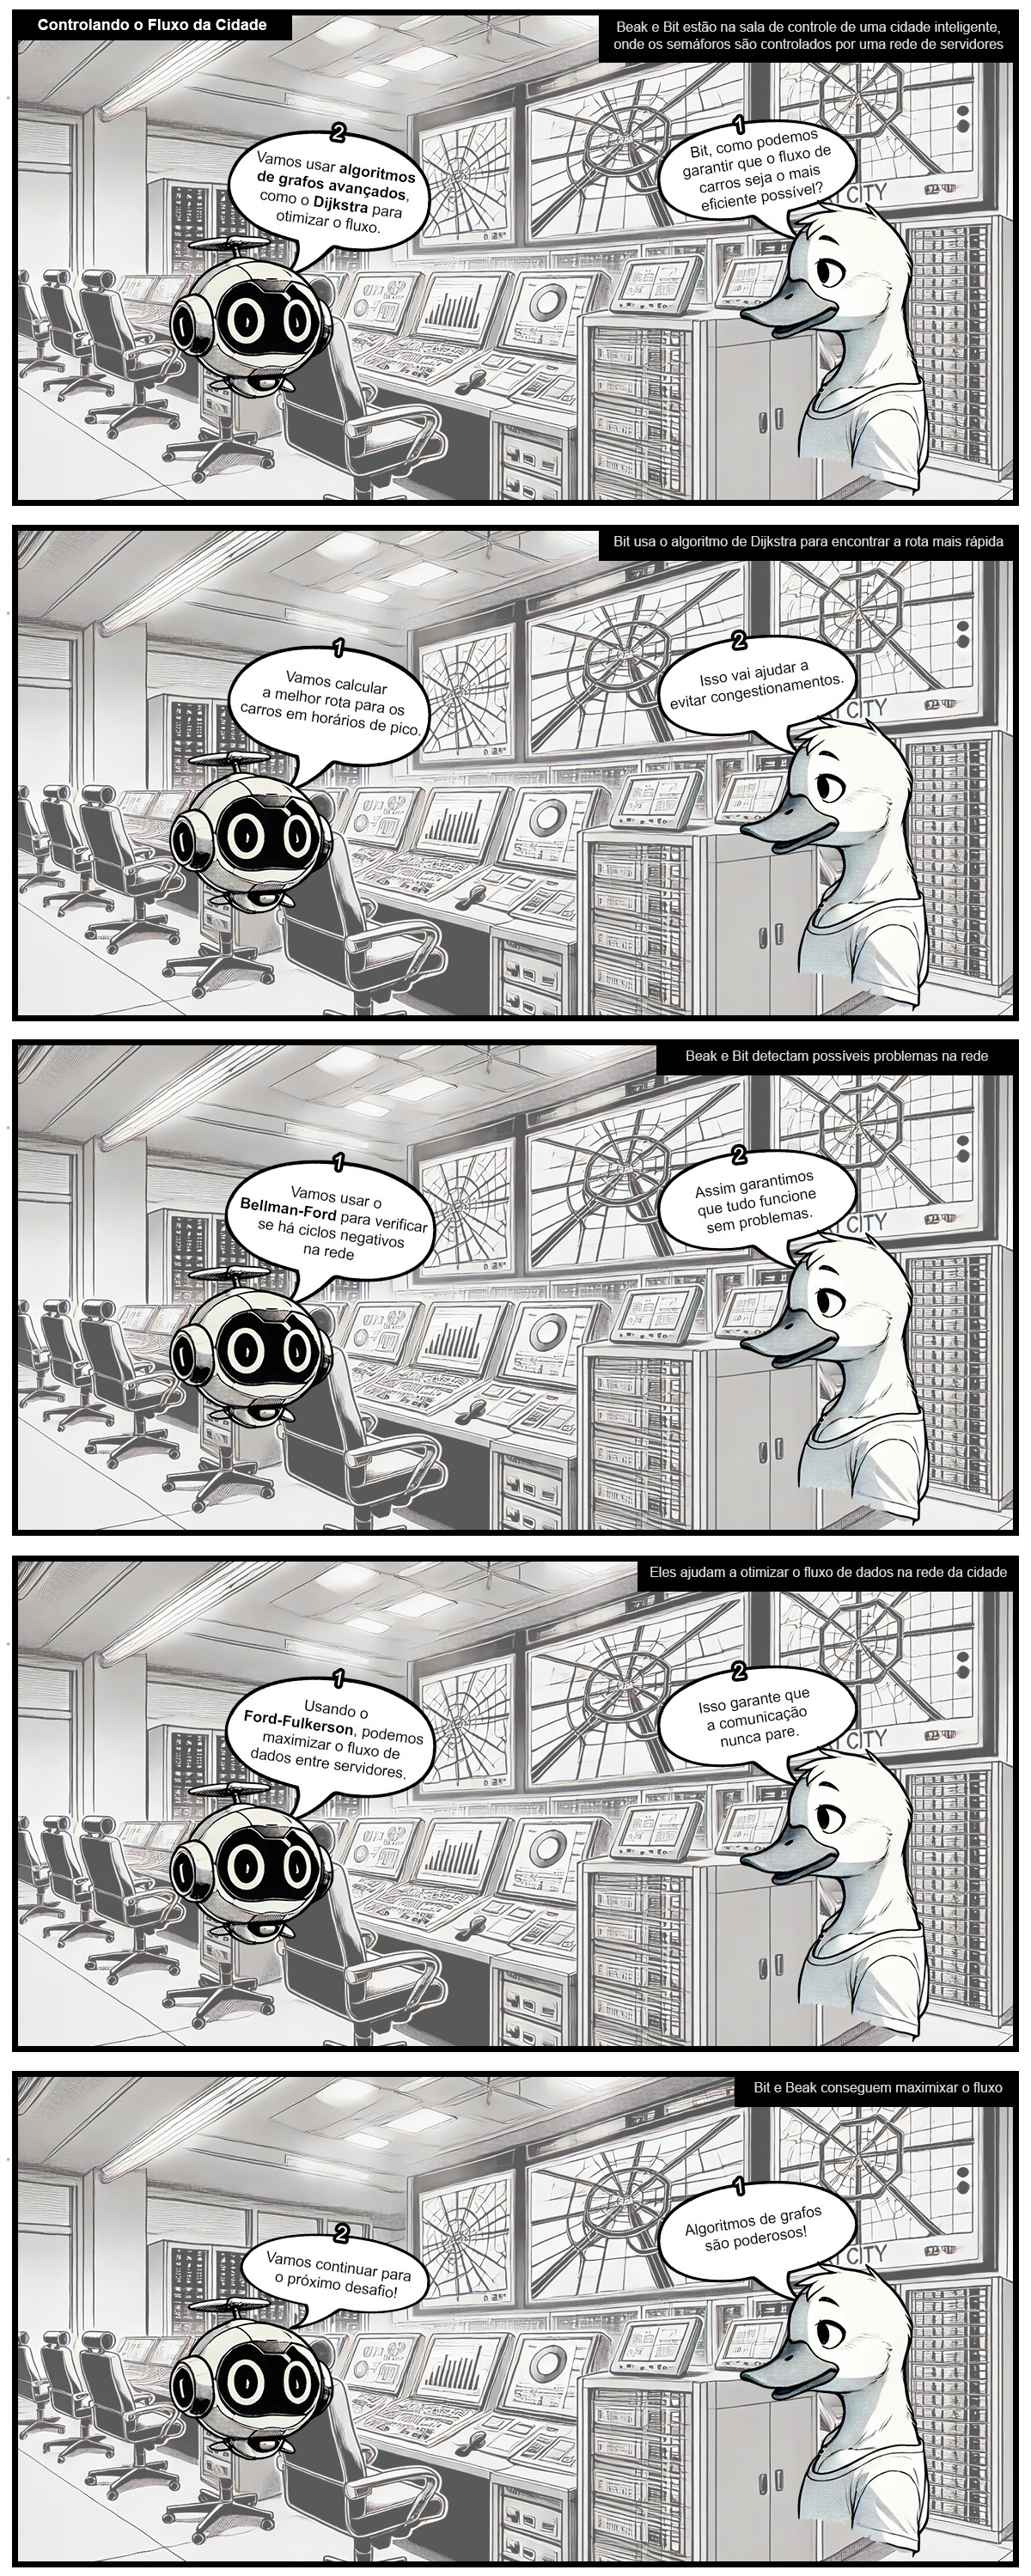 Controlando o Fluxo da Cidade
Beak e Bit estão na sala de controle de uma cidade inteligente,
onde os semáforos são controlados por uma rede de servidores
1
Bit, como podemos
garantir que o fluxo de
carros seja o mais
eficiente possível?
2
Vamos usar algoritmos
de grafos avançados,
como o Dijkstra para
otimizar o fluxo.
CITY
Bit usa o algoritmo de Dijkstra para encontrar a rota mais rápida
1
Vamos calcular
a melhor rota para os
carros em horários de pico.
2
Isso vai ajudar a
evitar congestionamentos.
CITY
Beak e Bit detectam possíveis problemas na rede
1
Vamos usar o
Bellman-Ford para verificar
se há ciclos negativos
na rede
2
Assim garantimos
que tudo funcione
sem problemas.
CITY
Eles ajudam a otimizar o fluxo de dados na rede da cidade
1
Usando o
Ford-Fulkerson, podemos
maximizar o fluxo de
dados entre servidores.
2
Isso garante que
a comunicação
nunca pare.
CITY
Bit e Beak conseguem maximixar o fluxo
1
Algoritmos de grafos
são poderosos!
2
Vamos continuar para
o próximo desafio!
CITY